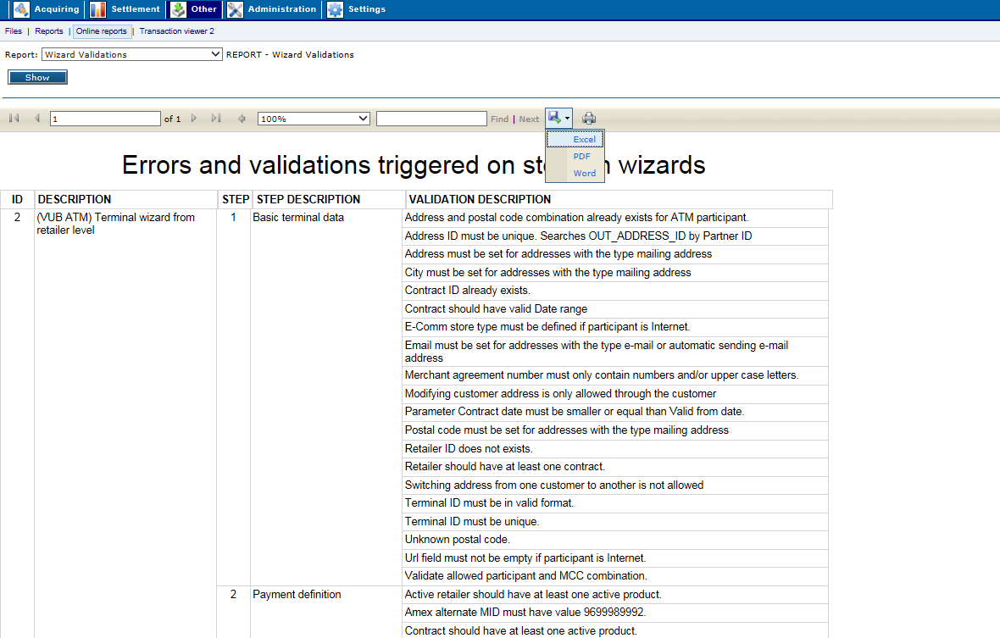 Acquiring Settlement Other Administration Settings
Files | Reports | Online reports | Transaction viewer 2
Report: Wizard Validations REPORT - Wizard Validations
Show
1 of 1 100% Find | Next
Excel
PDF
Word
Errors and validations triggered on wizards
ID DESCRIPTION STEP STEP DESCRIPTION VALIDATION DESCRIPTION
2 (VUB ATM) Terminal wizard from
retailer level
1 Basic terminal data
Address and postal code combination already exists for ATM participant.
Address ID must be unique. Searches OUT_ADDRESS_ID by Partner ID
Address must be set for addresses with the type mailing address
City must be set for addresses with the type mailing address
Contract ID already exists.
Contract should have valid Date range
E-Comm store type must be defined if participant is Internet.
Email must be set for addresses with the type e-mail or automatic sending e-mail
address
Merchant agreement number must only contain numbers and/or upper case letters.
Modifying customer address is only allowed through the customer
Parameter Contract date must be smaller or equal than Valid from date.
Postal code must be set for addresses with the type mailing address
Retailer ID does not exists.
Retailer should have at least one contract.
Switching address from one customer to another is not allowed
Terminal ID must be in valid format.
Terminal ID must be unique.
Unknown postal code.
Url field must not be empty if participant is Internet.
Validate allowed participant and MCC combination.
2 Payment definition
Active retailer should have at least one active product.
Amex alternate MID must have value 9699989992.
Contract should have at least one active product.